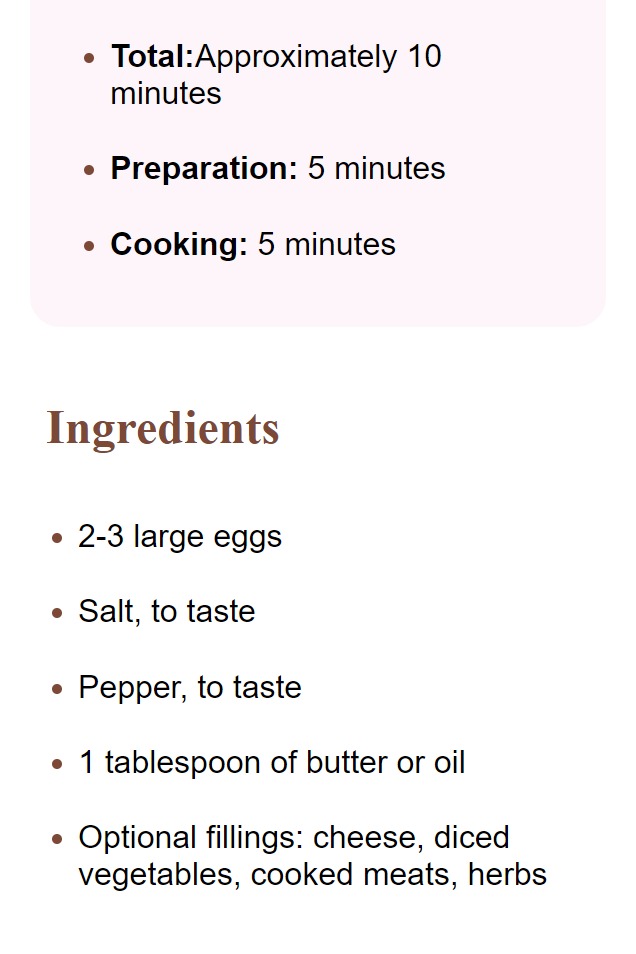 Total:Approximately 10
minutes
Preparation: 5 minutes
Cooking: 5 minutes
Ingredients
2-3 large eggs
Salt, to taste
Pepper, to taste
1 tablespoon of butter or oil
Optional fillings: cheese, diced
vegetables, cooked meats, herbs